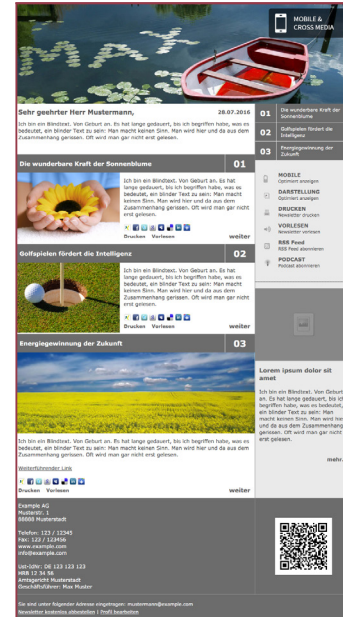 MOBILE &
CROSS MEDIA
Sehr geehrter Herr Mustermann,
28.07.2016
Ich bin ein Blindtext. Von Geburt an. Es hat lange gedauert, bis ich begriffen habe, was es
bedeutet, ein blinder Text zu sein: Man macht keinen Sinn. Man wird hier und da aus dem
Zusammenhang gerissen. Oft wird man gar nicht erst gelesen.
01 Die wunderbare Kraft der
Sonnenblume
02 Golfspielen fördert die
Intelligenz
03 Energiegewinnung der
Zukunft
Die wunderbare Kraft der Sonnenblume 01
Ich bin ein Blindtext. Von Geburt an. Es hat
lange gedauert, bis ich begriffen habe, was es
bedeutet, ein blinder Text zu sein: Man macht
keinen Sinn. Man wird hier und da aus dem
Zusammenhang gerissen. Oft wird man gar nicht
erst gelesen.
Drucken Vorlesen weiter
Golfspielen fördert die Intelligenz 02
Ich bin ein Blindtext. Von Geburt an. Es hat
lange gedauert, bis ich begriffen habe, was es
bedeutet, ein blinder Text zu sein: Man macht
keinen Sinn. Man wird hier und da aus dem
Zusammenhang gerissen. Oft wird man gar nicht
erst gelesen.
Drucken Vorlesen weiter
Energiegewinnung der Zukunft 03
Ich bin ein Blindtext. Von Geburt an. Es hat lange gedauert, bis ich begriffen habe, was es
bedeutet, ein blinder Text zu sein: Man macht keinen Sinn. Man wird hier und da aus dem
Zusammenhang gerissen. Oft wird man gar nicht erst gelesen.
Weiterführender Link
Drucken Vorlesen weiter
MOBILE
Optimiert anzeigen
DARSTELLUNG
Optimiert anzeigen
DRUCKEN
Newsletter drucken
VORLESEN
Newsletter vorlesen
RSS Feed
RSS Feed abonnieren
PODCAST
Podcast abonnieren
Lorem ipsum dolor sit
amet
Ich bin ein Blindtext. Von Geburt
an. Es hat lange gedauert, bis ich
begriffen habe, was es bedeutet,
ein blinder Text zu sein: Man
macht keinen Sinn. Man wird hier
und da aus dem Zusammenhang
gerissen. Oft wird man gar nicht
erst gelesen.
mehr.
Example AG
Musterstr. 1
88888 Musterstadt
Telefon: 123 / 12345
Fax: 123 / 123456
www.example.com
info@example.com
Ust-IdNr: DE 123 123 123
HRB 12 34 56
Amtsgericht Musterstadt
Geschäftsführer: Max Muster
Sie sind unter folgender Adresse eingetragen: mustermann@example.com
Newsletter kostenlos abbestellen | Profil bearbeiten